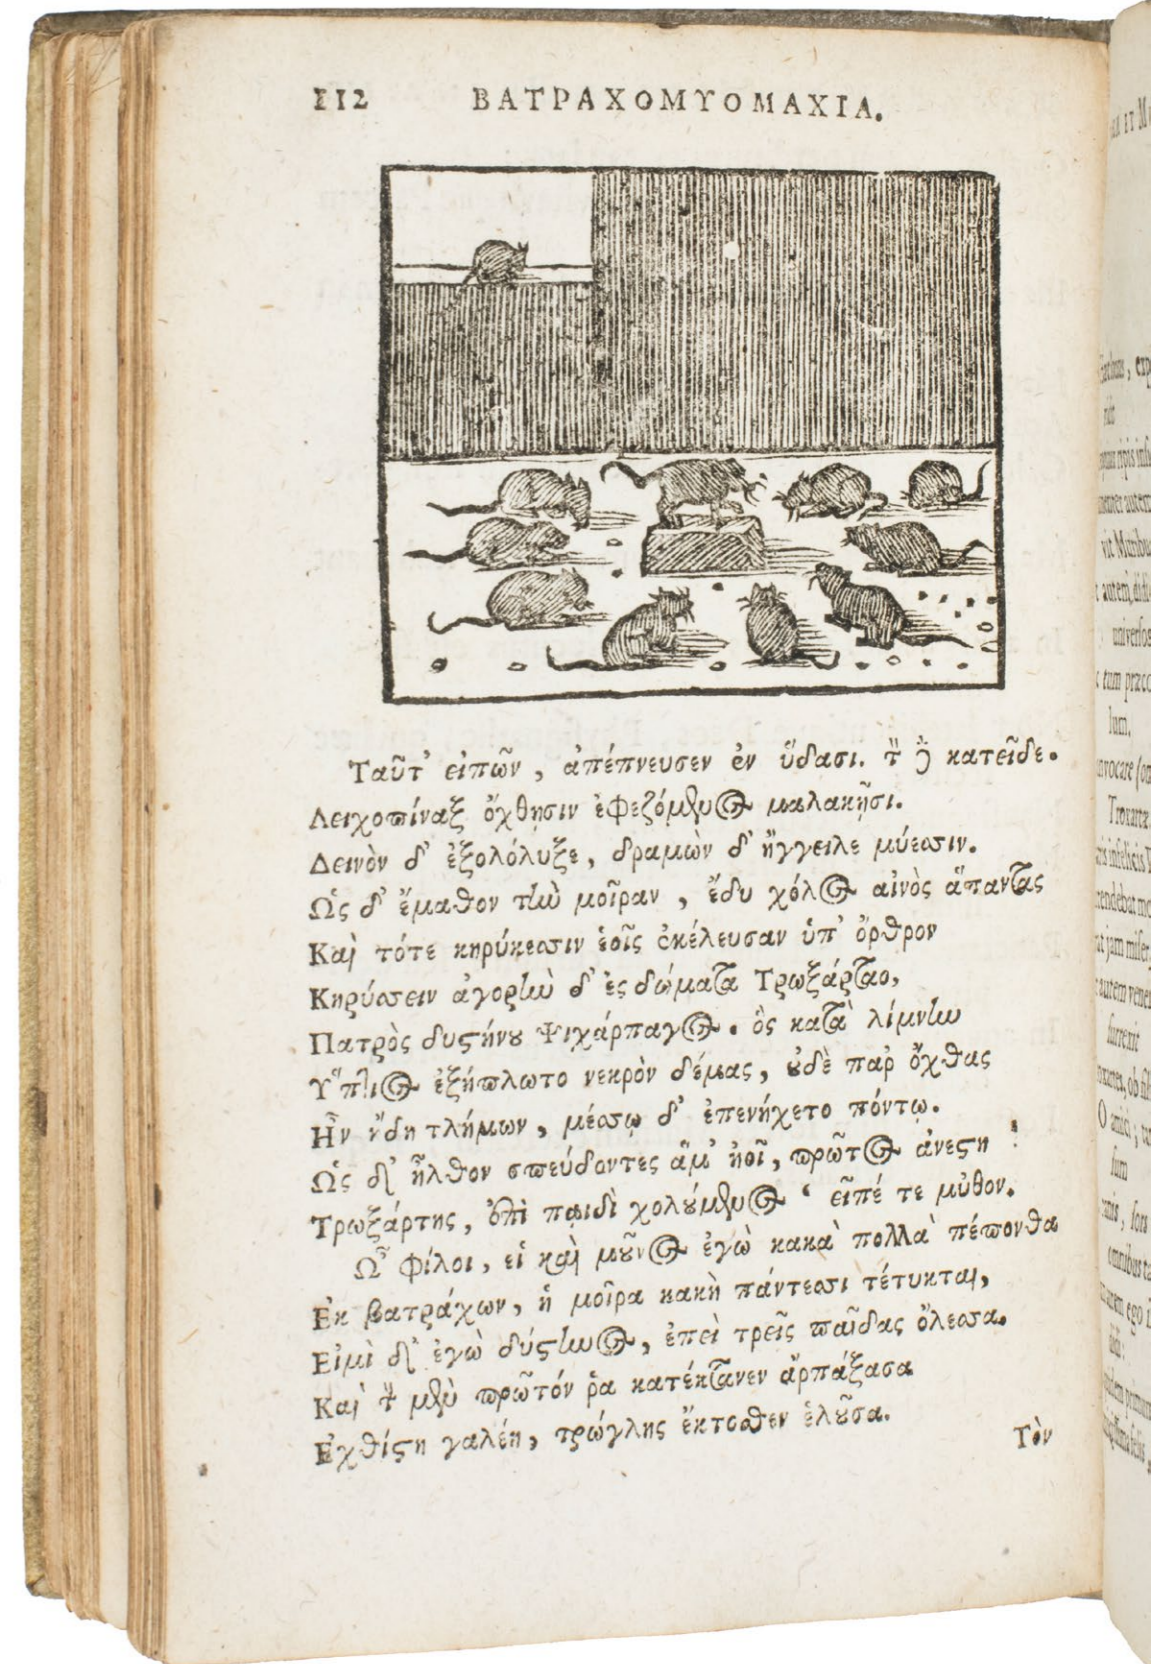 112 ΒΑΤΡΑΧΟΜΥΟΜΑΧΙΑ.
Ταῦτ' εἰπὼν, ἀπέπνευσεν ἐν ὕδασι. τὸν δὲ κατεῖδε.
Λειχοπίναξ ὄχθῃσιν ἐφεζόμενος μαλακῇσι.
Δεινὸν δ' ἐξολόλυξε, δραμὼν δ' ἤγγειλε μύεσσιν.
Ὡς δ' ἔμαθον τὴν μοῖραν, ἔδυ χόλος αἰνὸς ἅπαντας
Καὶ τότε κηρύκεσσιν ἑοῖς ἐκέλευσαν ὑπ' ὄρθρον
Κηρύσσειν ἀγορὴν δ' ἐς δώματα Τρωξάρταο,
Πατρὸς δυστήνου Ψιχάρπαγος. ὃς κατὰ λίμνην
Ὕπτιος ἐξήπλωτο νεκρὸν δέμας, οὐδὲ παρ' ὄχθας
Ἦν ἤδη τλήμων, μέσσῳ δ' ἐπενήχετο πόντῳ.
Ὡς δ' ἦλθον σπεύδοντες ἅμ' ἠοῖ, πρῶτος ἀνέστη
Τρωξάρτης, ἐπὶ παιδὶ χολούμενος, εἶπέ τε μῦθον.
Ὦ φίλοι, εἰ καὶ μοῦνος ἐγὼ κακὰ πολλὰ πέπονθα
Ἐκ βατράχων, ἡ μοῖρα κακὴ πάντεσσι τέτυκται,
Εἰμὶ δ' ἐγὼ δύστηνος, ἐπεὶ τρεῖς παῖδας ὄλεσσα.
Καὶ τὸν μὲν πρῶτόν ῥα κατέκτανεν ἁρπάξασα
Ἐχθίστη γαλέη, τρώγλης ἔκτοσθεν ἑλοῦσα.
Τὸν